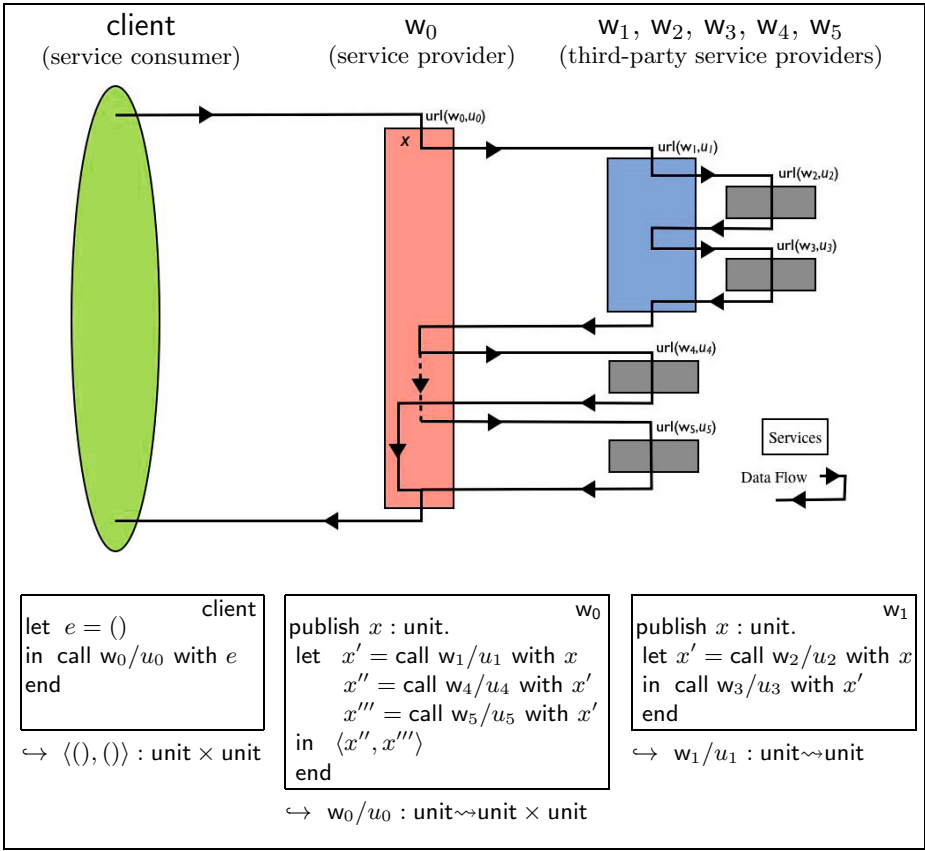 client
(service consumer)
w₀
(service provider)
w₁, w₂, w₃, w₄, w₅
(third-party service providers)
url(w₀,u₀)
x
url(w₁,u₁)
url(w₂,u₂)
url(w₃,u₃)
url(w₄,u₄)
url(w₅,u₅)
Services
Data Flow
client
let e = ()
in call w₀/u₀ with e
end
↪ ⟨(), ()⟩ : unit × unit
w₀
publish x : unit.
let x′ = call w₁/u₁ with x
x″ = call w₄/u₄ with x′
x‴ = call w₅/u₅ with x′
in ⟨x″, x‴⟩
end
↪ w₀/u₀ : unit⇝unit × unit
w₁
publish x : unit.
let x′ = call w₂/u₂ with x
in call w₃/u₃ with x′
end
↪ w₁/u₁ : unit⇝unit